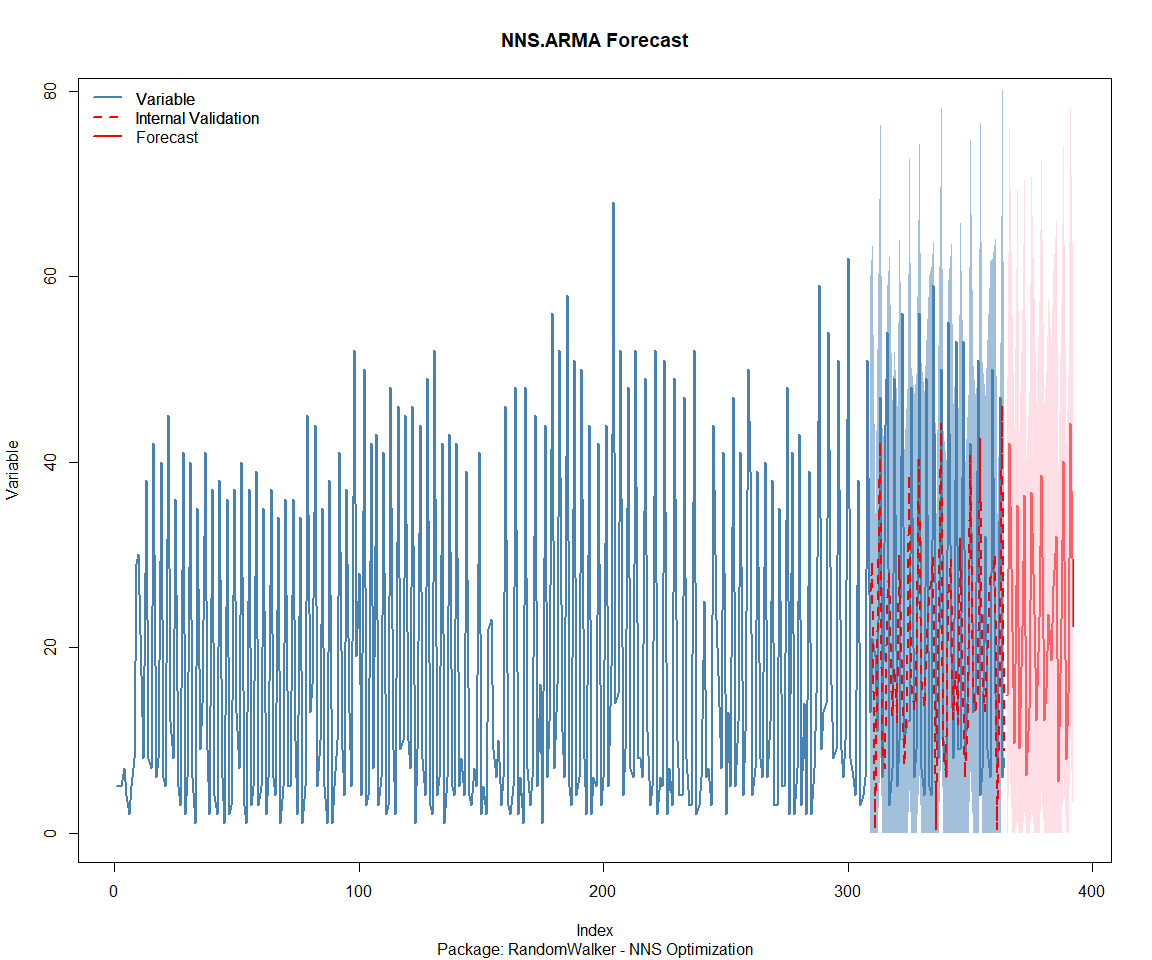 NNS.ARMA Forecast
Variable
Internal Validation
Forecast
80
60
40
20
0
Variable
0
100
200
300
400
Index
Package: RandomWalker - NNS Optimization